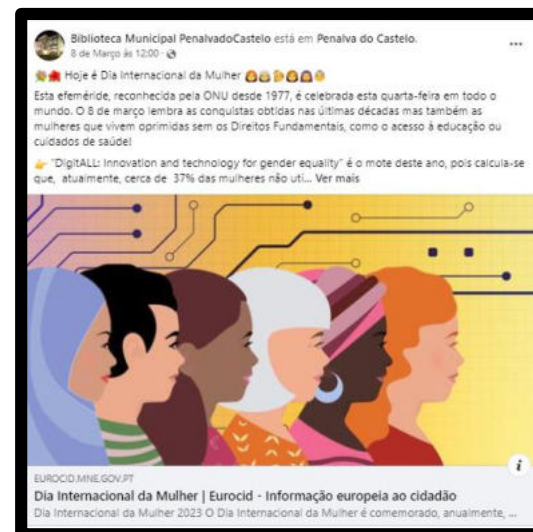 Biblioteca Municipal PenalvadoCastelo está em Penalva do Castelo.
8 de Março às 12:00 ·
Hoje é Dia Internacional da Mulher
Esta efeméride, reconhecida pela ONU desde 1977, é celebrada esta quarta-feira em todo o
mundo. O 8 de março lembra as conquistas obtidas nas últimas décadas mas também as
mulheres que vivem oprimidas sem os Direitos Fundamentais, como o acesso á educação ou
cuidados de saúde!
"DigitALL: Innovation and technology for gender equality" é o mote deste ano, pois calcula-se
que, atualmente, cerca de 37% das mulheres não uti... Ver mais
EUROCID.MNE.GOV.PT
Dia Internacional da Mulher | Eurocid - Informação europeia ao cidadão
Dia Internacional da Mulher 2023 O Dia Internacional da Mulher é comemorado, anualmente, ...